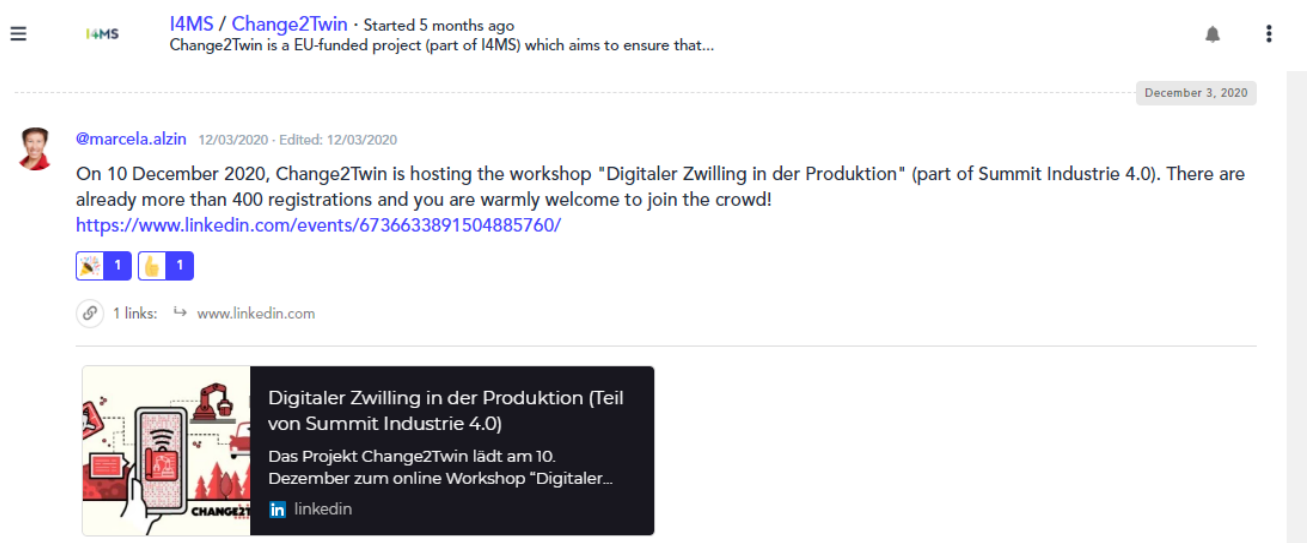 I4MS
I4MS / Change2Twin · Started 5 months ago
Change2Twin is a EU-funded project (part of I4MS) which aims to ensure that...
December 3, 2020
@marcela.alzin 12/03/2020 · Edited: 12/03/2020
On 10 December 2020, Change2Twin is hosting the workshop "Digitaler Zwilling in der Produktion" (part of Summit Industrie 4.0). There are
already more than 400 registrations and you are warmly welcome to join the crowd!
https://www.linkedin.com/events/6736633891504885760/
1 1
1 links: www.linkedin.com
CHANGE2T
Digitaler Zwilling in der Produktion (Teil
von Summit Industrie 4.0)
Das Projekt Change2Twin lädt am 10.
Dezember zum online Workshop “Digitaler...
in linkedin